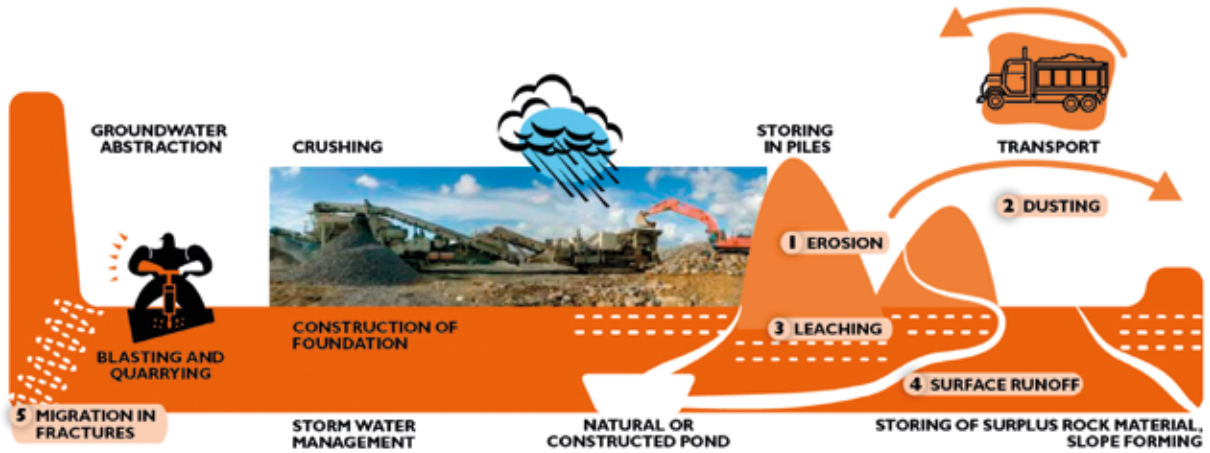 GROUNDWATER
ABSTRACTION
CRUSHING
STORING
IN PILES
TRANSPORT
2 DUSTING
1 EROSION
CONSTRUCTION OF
FOUNDATION
3 LEACHING
BLASTING AND
QUARRYING
4 SURFACE RUNOFF
5 MIGRATION IN
FRACTURES
STORM WATER
MANAGEMENT
NATURAL OR
CONSTRUCTED POND
STORING OF SURPLUS ROCK MATERIAL,
SLOPE FORMING